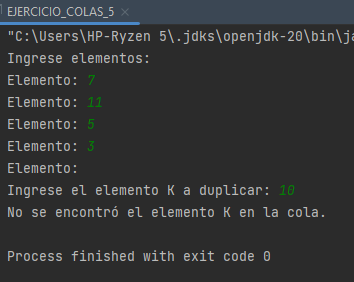 EJERCICIO_COLAS_5
"C:\Users\HP-Ryzen 5\.jdks\openjdk-20\bin\ja
Ingrese elementos:
Elemento: 7
Elemento: 11
Elemento: 5
Elemento: 3
Elemento:
Ingrese el elemento K a duplicar: 10
No se encontró el elemento K en la cola.
Process finished with exit code 0